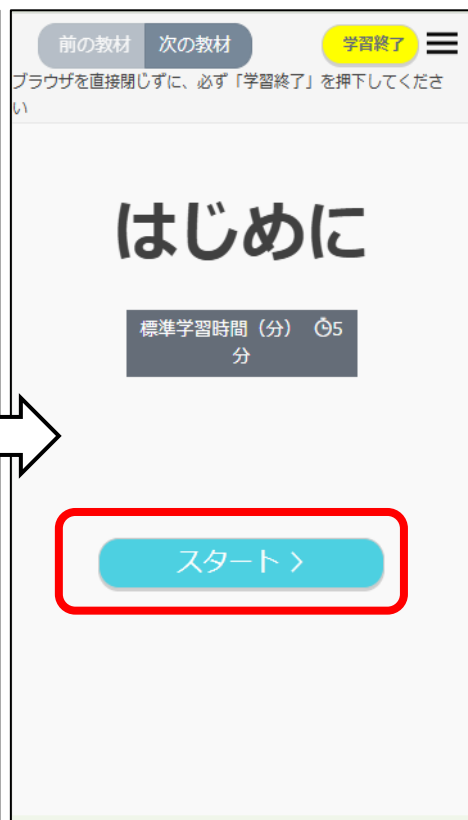 前の教材 次の教材 学習終了
ブラウザを直接閉じずに、必ず「学習終了」を押下してくださ
い
はじめに
標準学習時間（分） ⏱5
分
スタート >